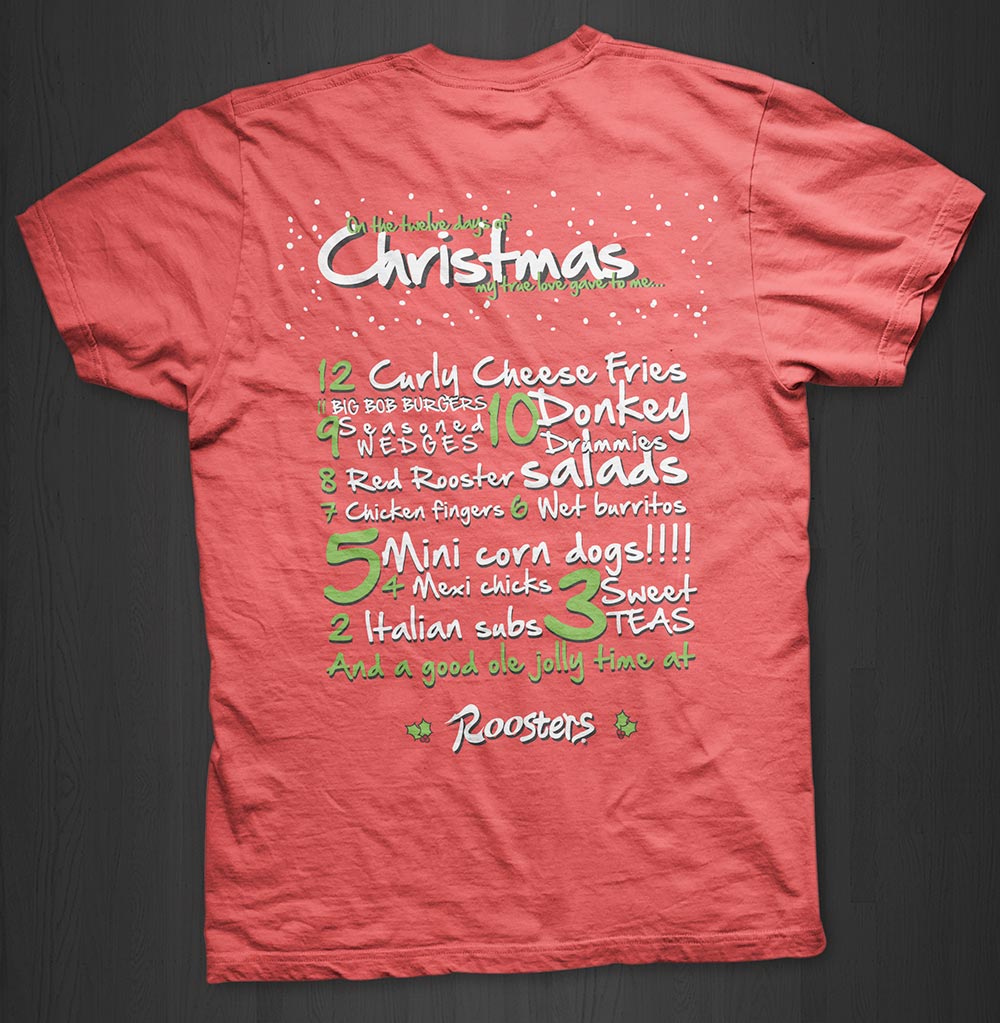 On the twelve days of
Christmas
my true love gave to me...
12 Curly Cheese Fries
11 BIG BOB BURGERS
10 Donkey Drummies
9 Seasoned WEDGES
8 Red Rooster salads
7 Chicken fingers 6 Wet burritos
5 Mini corn dogs!!!!
4 Mexi chicks 3 Sweet TEAS
2 Italian subs
And a good ole jolly time at
Roosters